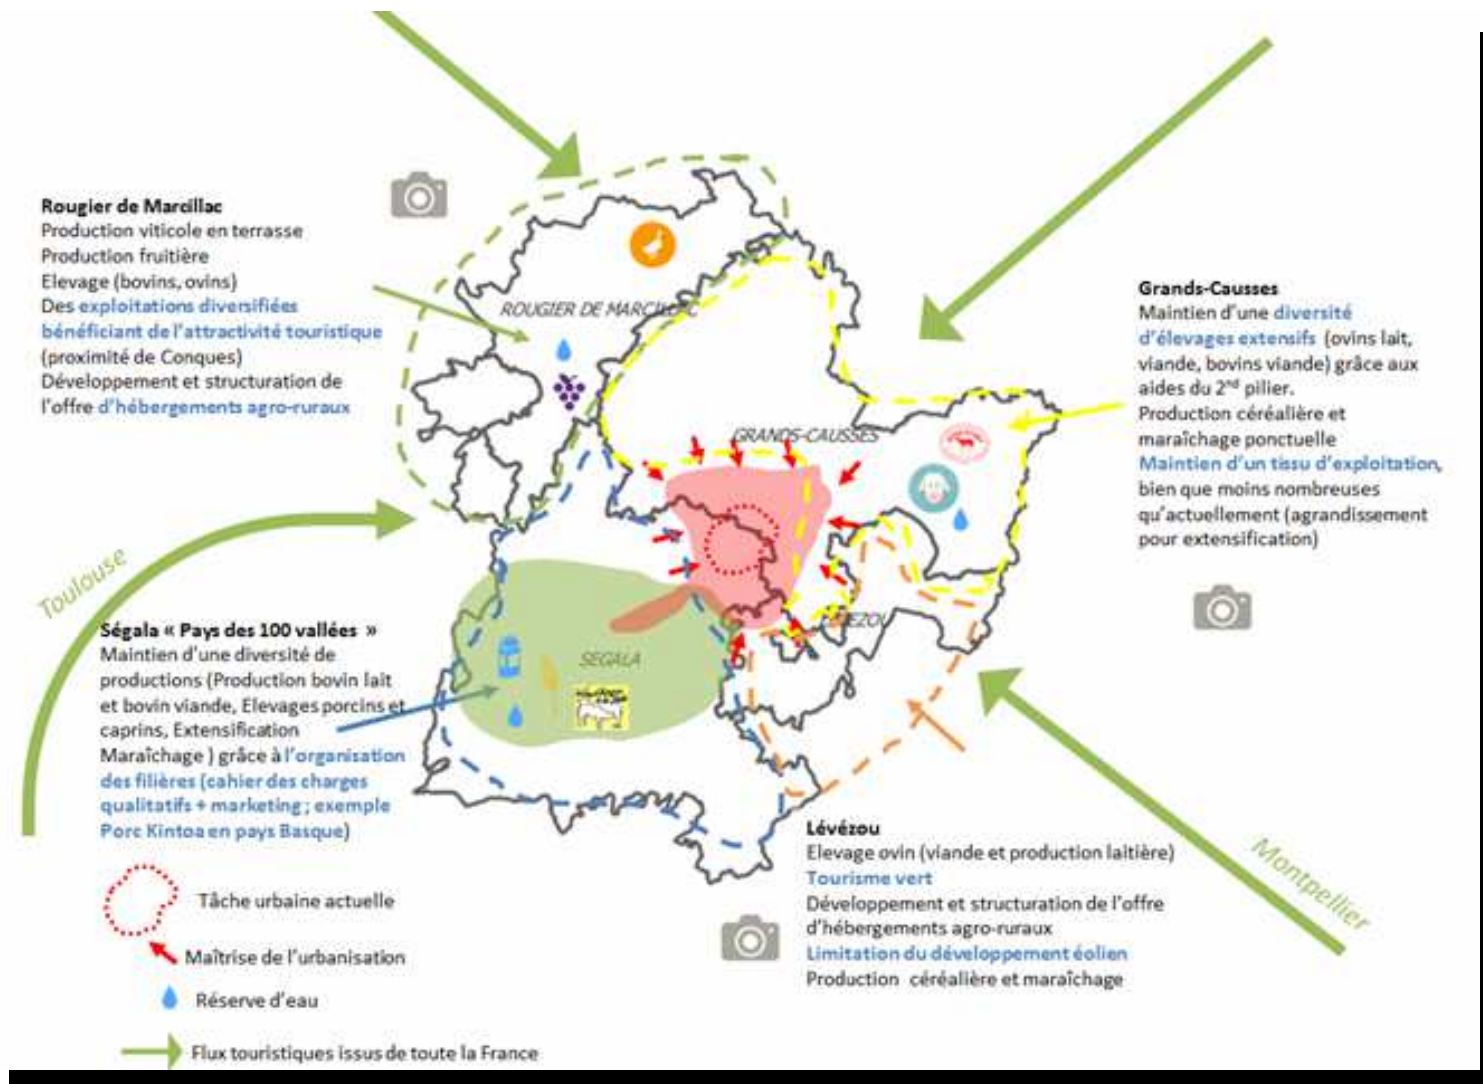 Rougier de Marcillac
Production viticole en terrasse
Production fruitière
Elevage (bovins, ovins)
Des exploitations diversifiées
bénéficiant de l'attractivité touristique
(proximité de Conques)
Développement et structuration de
l'offre d'hébergements agro-ruraux
ROUGIER DE MARCILLAC
Grands-Causses
Maintien d'une diversité
d'élevages extensifs (ovins lait,
viande, bovins viande) grâce aux
aides du 2nd pilier.
Production céréalière et
maraîchage ponctuelle
Maintien d'un tissu d'exploitation,
bien que moins nombreuses
qu'actuellement (agrandissement
pour extensification)
GRANDS-CAUSSES
Toulouse
Ségala « Pays des 100 vallées »
Maintien d'une diversité de
productions (Production bovin lait
et bovin viande, Elevages porcins et
caprins, Extensification
Maraîchage ) grâce à l'organisation
des filières (cahier des charges
qualitatifs + marketing ; exemple
Porc Kintoa en pays Basque)
SEGALA
Lévézou
Elevage ovin (viande et production laitière)
Tourisme vert
Développement et structuration de l'offre
d'hébergements agro-ruraux
Limitation du développement éolien
Production céréalière et maraîchage
Montpellier
Tâche urbaine actuelle
Maîtrise de l'urbanisation
Réserve d'eau
Flux touristiques issus de toute la France